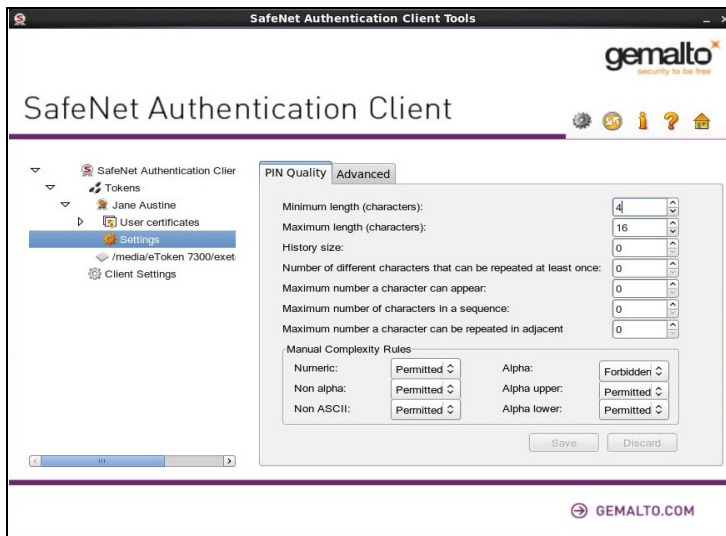 SafeNet Authentication Client Tools
gemalto
security to be free
SafeNet Authentication Client
SafeNet Authentication Clier
Tokens
Jane Austine
User certificates
Settings
/media/eToken 7300/exet
Client Settings
PIN Quality Advanced
Minimum length (characters): 4
Maximum length (characters): 16
History size: 0
Number of different characters that can be repeated at least once: 0
Maximum number a character can appear: 0
Maximum number of characters in a sequence: 0
Maximum number a character can be repeated in adjacent 0
Manual Complexity Rules
Numeric: Permitted Alpha: Forbidden
Non alpha: Permitted Alpha upper: Permitted
Non ASCII: Permitted Alpha lower: Permitted
Save Discard
GEMALTO.COM